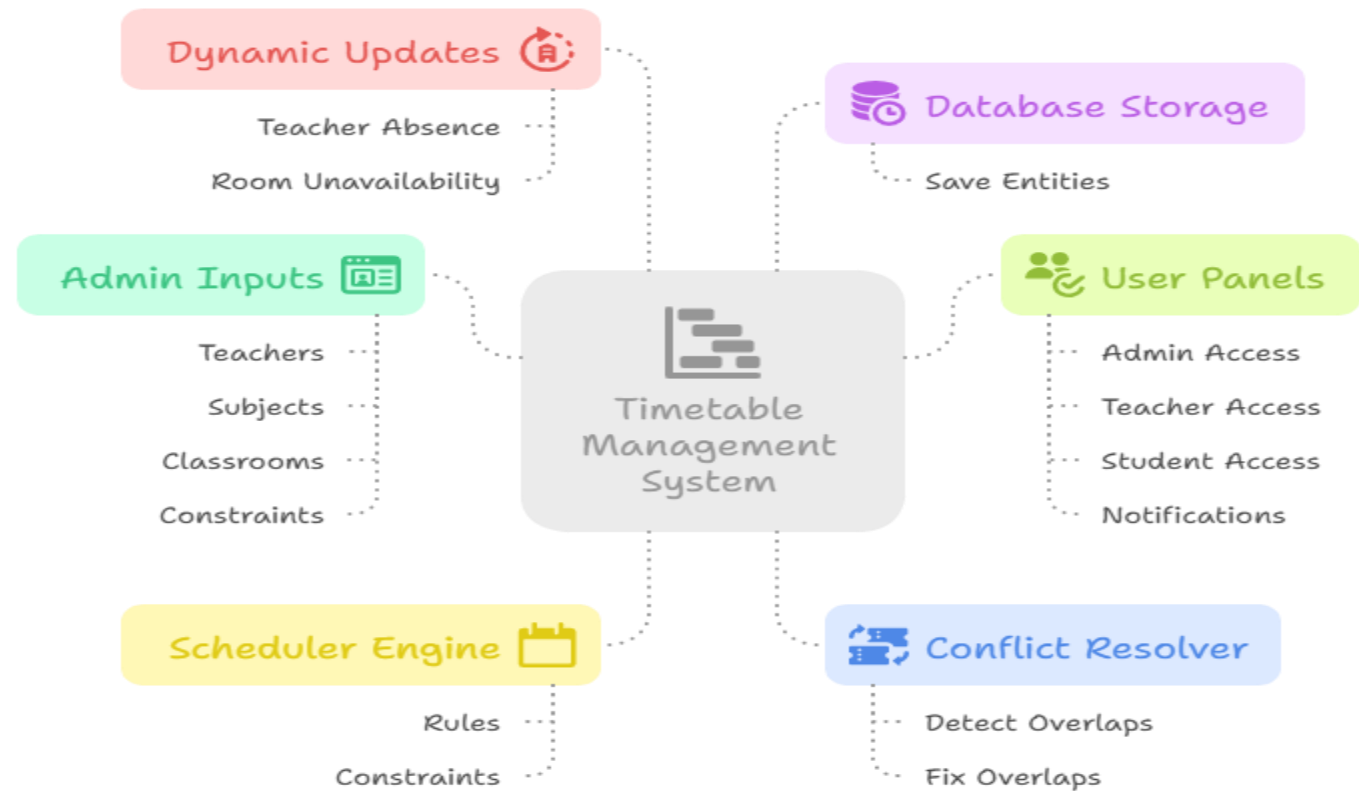 Dynamic Updates
Teacher Absence
Room Unavailability
Database Storage
Save Entities
Admin Inputs
Teachers
Subjects
Classrooms
Constraints
Timetable
Management
System
User Panels
Admin Access
Teacher Access
Student Access
Notifications
Scheduler Engine
Rules
Constraints
Conflict Resolver
Detect Overlaps
Fix Overlaps